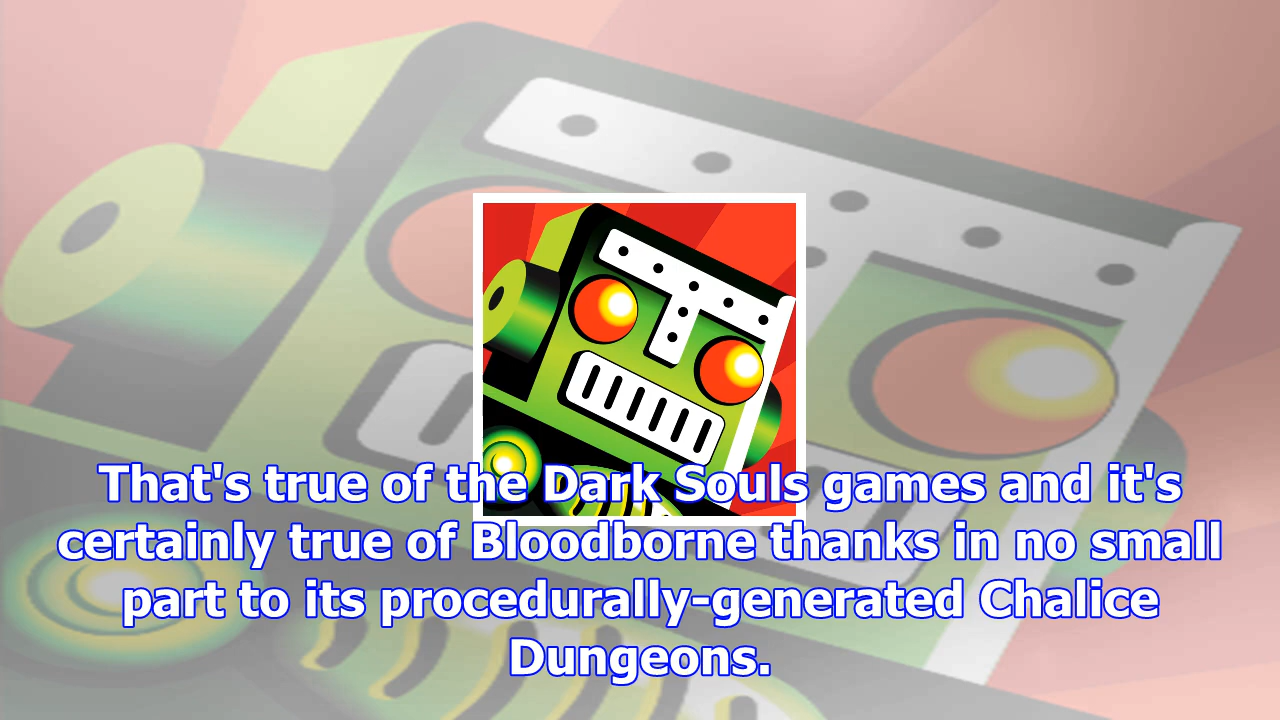 That's true of the Dark Souls games and it's
certainly true of Bloodborne thanks in no small
part to its procedurally-generated Chalice
Dungeons.